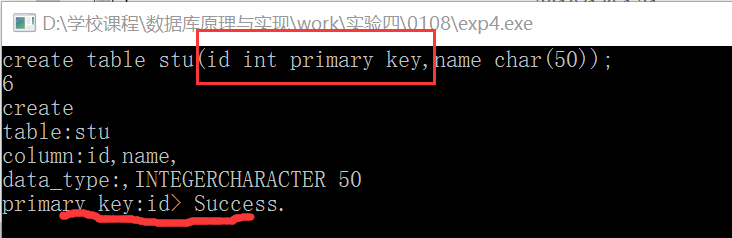 D:\学校课程\数据库原理与实现\work\实验四\0108\exp4.exe
create table stu(id int primary key,name char(50));
6
create
table:stu
column:id,name,
data_type:,INTEGERCHARACTER 50
primary key:id> Success.